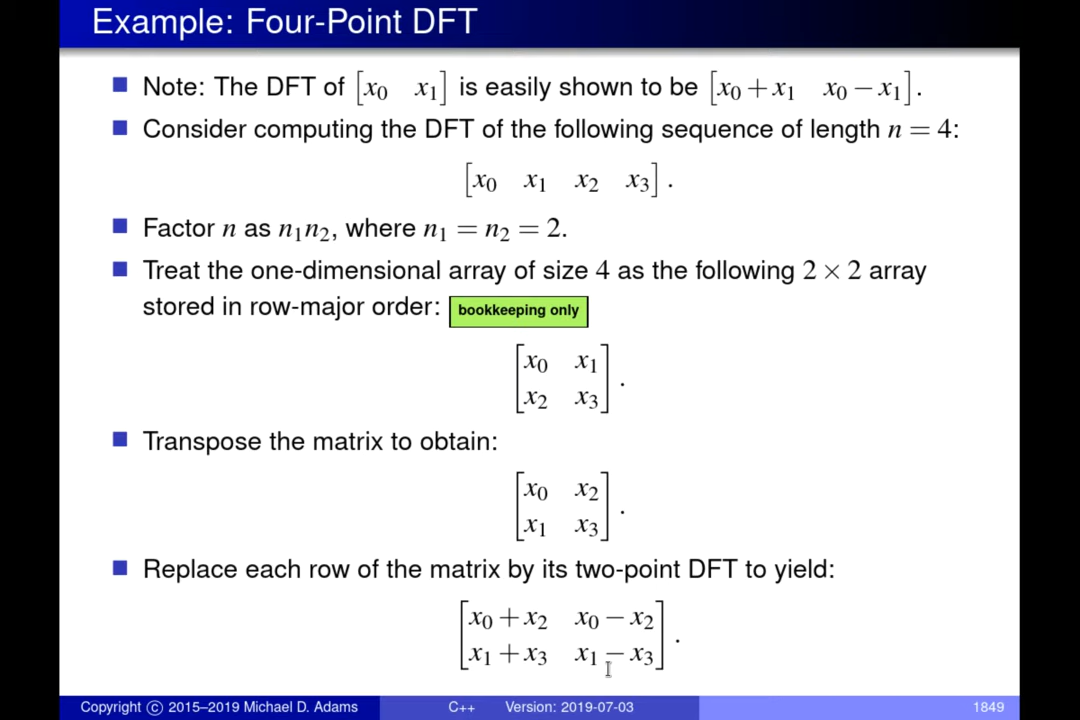 Example: Four-Point DFT
Note: The DFT of [x₀ x₁] is easily shown to be [x₀ + x₁ x₀ − x₁].
Consider computing the DFT of the following sequence of length n = 4:
[x₀ x₁ x₂ x₃].
Factor n as n₁n₂, where n₁ = n₂ = 2.
Treat the one-dimensional array of size 4 as the following 2 × 2 array
stored in row-major order: bookkeeping only
[x₀ x₁
x₂ x₃].
Transpose the matrix to obtain:
[x₀ x₂
x₁ x₃].
Replace each row of the matrix by its two-point DFT to yield:
[x₀ + x₂ x₀ − x₂
x₁ + x₃ x₁ − x₃].
Copyright © 2015–2019 Michael D. Adams C++ Version: 2019-07-03 1849